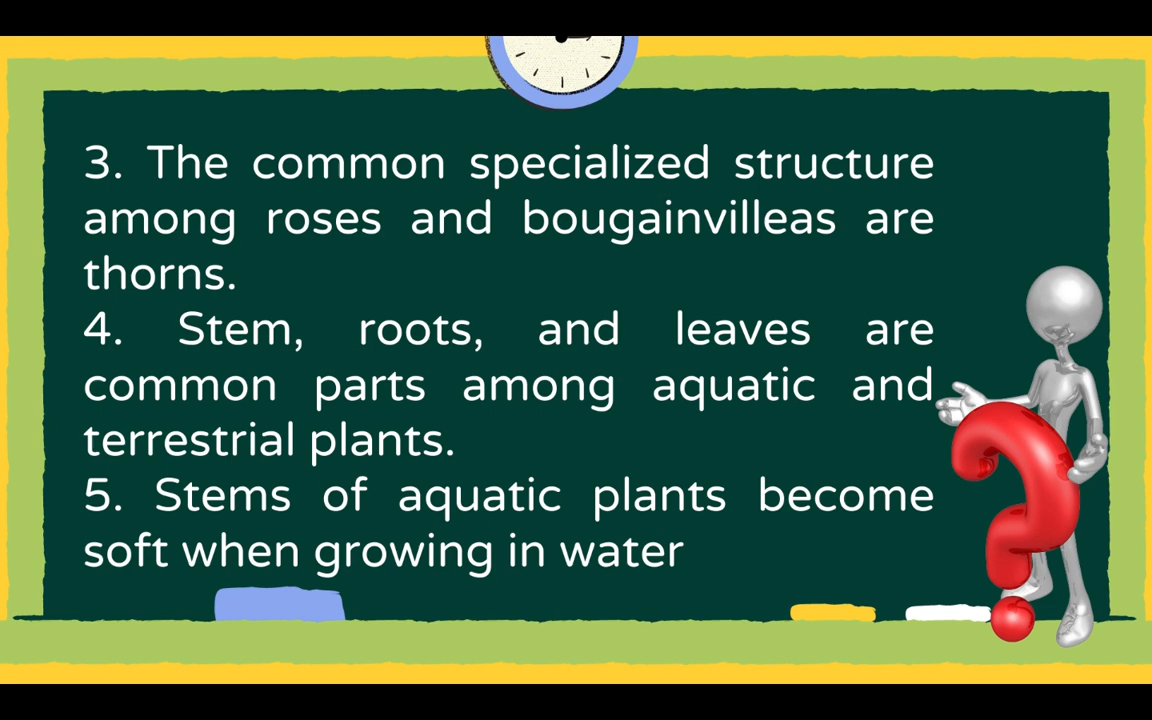 3. The common specialized structure
among roses and bougainvilleas are
thorns.
4. Stem, roots, and leaves are
common parts among aquatic and
terrestrial plants.
5. Stems of aquatic plants become
soft when growing in water